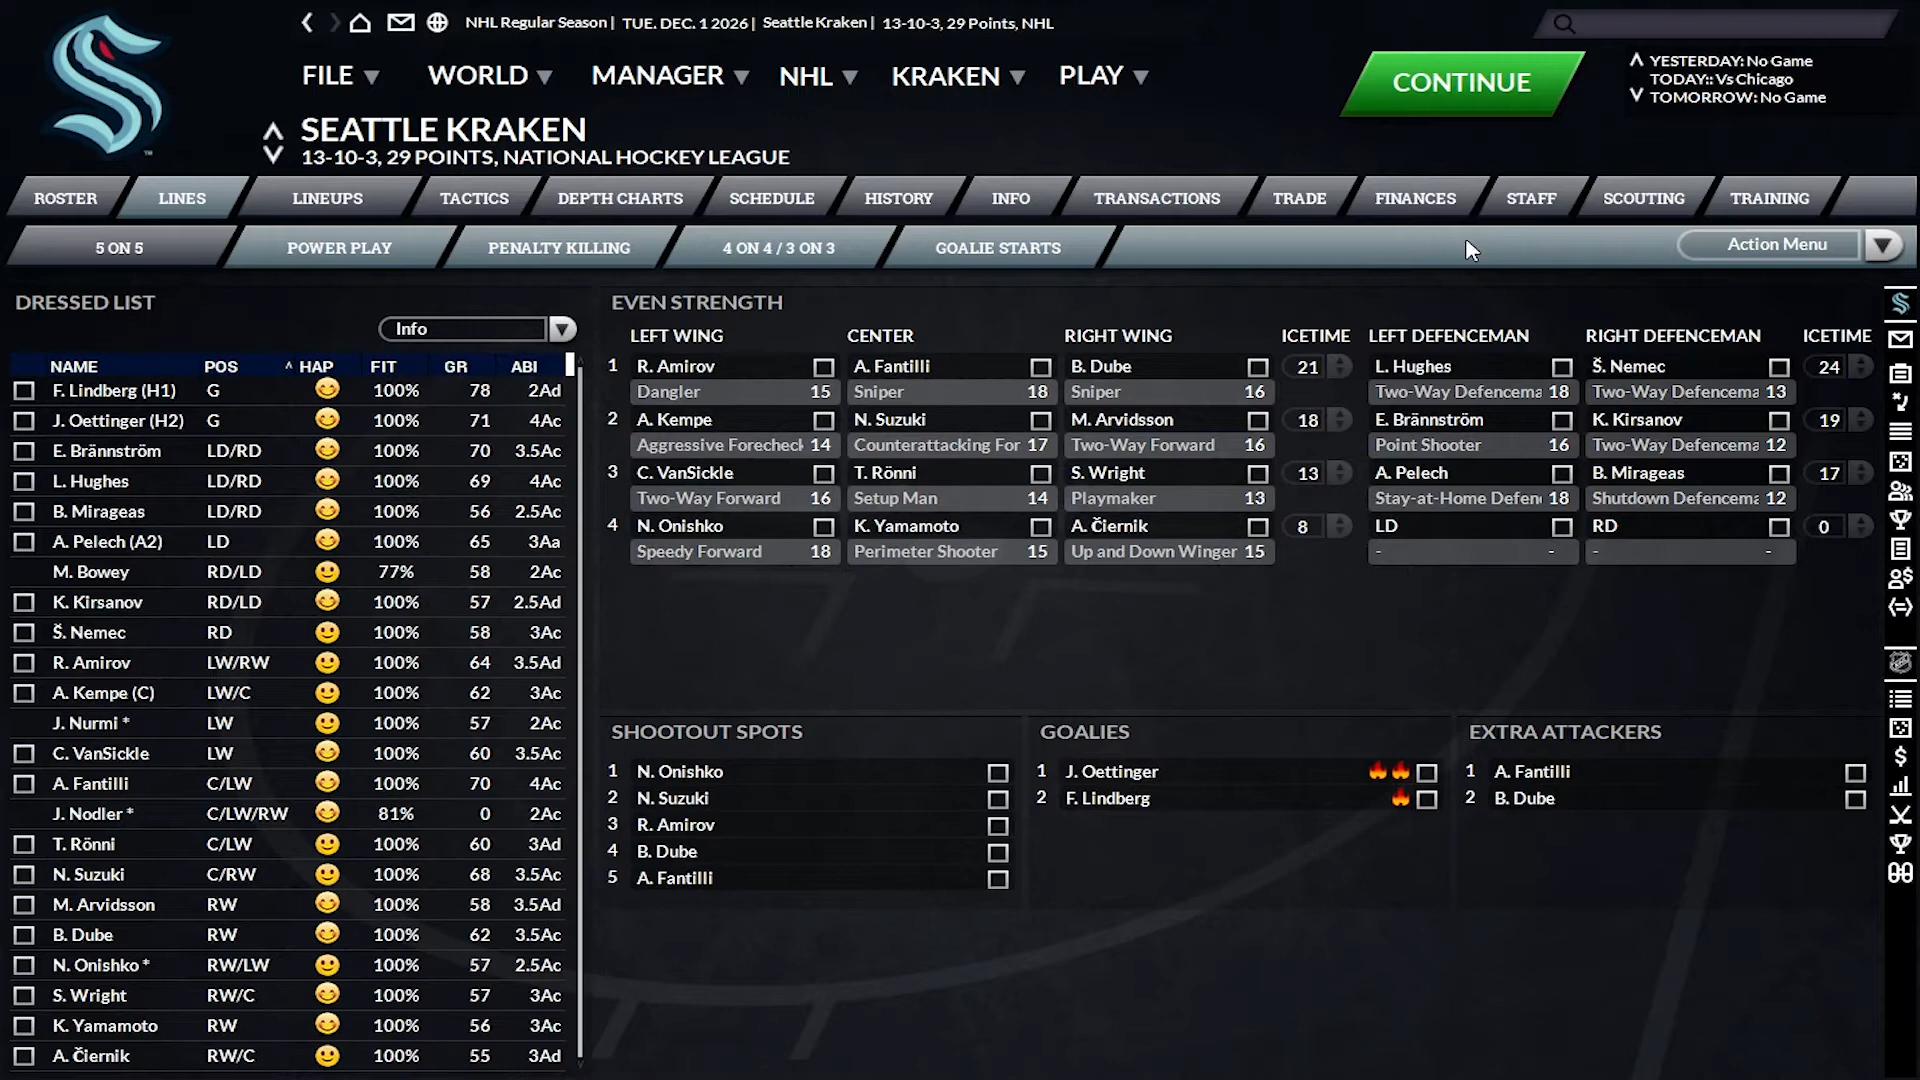 NHL Regular Season | TUE. DEC. 1 2026 | Seattle Kraken | 13-10-3, 29 Points, NHL
FILE WORLD MANAGER NHL KRAKEN PLAY
CONTINUE
YESTERDAY: No Game
TODAY:: Vs Chicago
TOMORROW: No Game
SEATTLE KRAKEN
13-10-3, 29 POINTS, NATIONAL HOCKEY LEAGUE
ROSTER LINES LINEUPS TACTICS DEPTH CHARTS SCHEDULE HISTORY INFO TRANSACTIONS TRADE FINANCES STAFF SCOUTING TRAINING
5 ON 5 POWER PLAY PENALTY KILLING 4 ON 4 / 3 ON 3 GOALIE STARTS Action Menu
DRESSED LIST
Info
NAME POS HAP FIT GR ABI
F. Lindberg (H1) G 100% 78 2Ad
J. Oettinger (H2) G 100% 71 4Ac
E. Brännström LD/RD 100% 70 3.5Ac
L. Hughes LD/RD 100% 69 4Ac
B. Mirageas LD/RD 100% 56 2.5Ac
A. Pelech (A2) LD 100% 65 3Aa
M. Bowey RD/LD 77% 58 2Ac
K. Kirsanov RD/LD 100% 57 2.5Ad
Š. Nemec RD 100% 58 3Ac
R. Amirov LW/RW 100% 64 3.5Ad
A. Kempe (C) LW/C 100% 62 3Ac
J. Nurmi * LW 100% 57 2Ac
C. VanSickle LW 100% 60 3.5Ac
A. Fantilli C/LW 100% 70 4Ac
J. Nodler * C/LW/RW 81% 0 2Ac
T. Rönni C/LW 100% 60 3Ad
N. Suzuki C/RW 100% 68 3.5Ac
M. Arvidsson RW 100% 58 3.5Ad
B. Dube RW 100% 62 3.5Ac
N. Onishko * RW/LW 100% 57 2.5Ac
S. Wright RW/C 100% 57 3Ac
K. Yamamoto RW 100% 56 3Ac
A. Čiernik RW/C 100% 55 3Ad
EVEN STRENGTH
LEFT WING CENTER RIGHT WING ICETIME LEFT DEFENCEMAN RIGHT DEFENCEMAN ICETIME
1 R. Amirov A. Fantilli B. Dube 21 L. Hughes Š. Nemec 24
Dangler 15 Sniper 18 Sniper 16 Two-Way Defencema 18 Two-Way Defencema 13
2 A. Kempe N. Suzuki M. Arvidsson 18 E. Brännström K. Kirsanov 19
Aggressive Forecheck 14 Counterattacking For 17 Two-Way Forward 16 Point Shooter 16 Two-Way Defencema 12
3 C. VanSickle T. Rönni S. Wright 13 A. Pelech B. Mirageas 17
Two-Way Forward 16 Setup Man 14 Playmaker 13 Stay-at-Home Defen 18 Shutdown Defencema 12
4 N. Onishko K. Yamamoto A. Čiernik 8 LD RD 0
Speedy Forward 18 Perimeter Shooter 15 Up and Down Winger 15 - - - -
SHOOTOUT SPOTS
1 N. Onishko
2 N. Suzuki
3 R. Amirov
4 B. Dube
5 A. Fantilli
GOALIES
1 J. Oettinger
2 F. Lindberg
EXTRA ATTACKERS
1 A. Fantilli
2 B. Dube